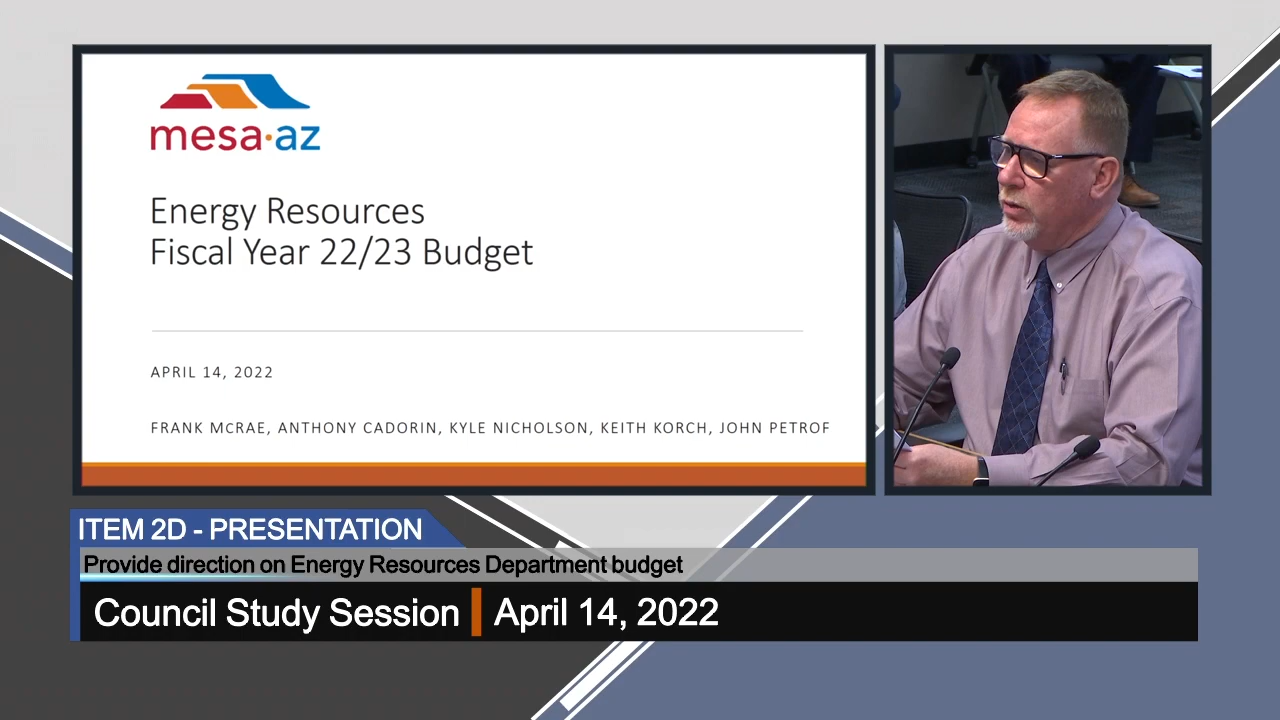 mesa·az
Energy Resources
Fiscal Year 22/23 Budget
APRIL 14, 2022
FRANK MCRAE, ANTHONY CADORIN, KYLE NICHOLSON, KEITH KORCH, JOHN PETROF
ITEM 2D - PRESENTATION
Provide direction on Energy Resources Department budget
Council Study Session
April 14, 2022